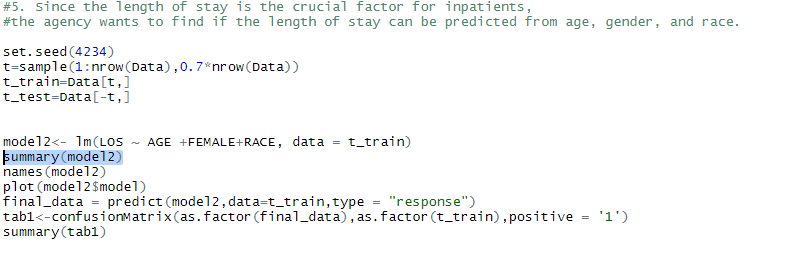 #5. Since the length of stay is the crucial factor for inpatients,
#the agency wants to find if the length of stay can be predicted from age, gender, and race.
set.seed(4234)
t=sample(1:nrow(Data),0.7*nrow(Data))
t_train=Data[t,]
t_test=Data[-t,]
model2<- lm(LOS ~ AGE +FEMALE+RACE, data = t_train)
summary(model2)
names(model2)
plot(model2$model)
final_data = predict(model2,data=t_train,type = "response")
tab1<-confusionMatrix(as.factor(final_data),as.factor(t_train),positive = '1')
summary(tab1)